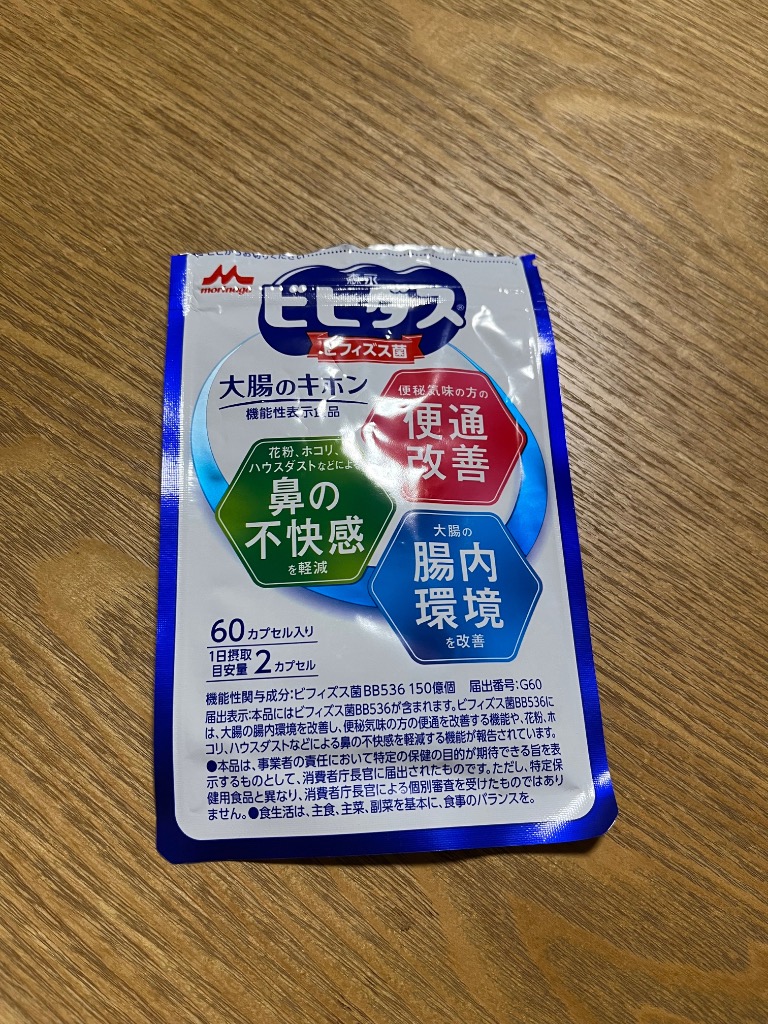 morinaga
森永
ビヒダス®
ビフィズス菌
大腸のキホン
機能性表示食品
便秘気味の方の
便通
改善
花粉、ホコリ、
ハウスダストなどによる
鼻の
不快感
を軽減
大腸の
腸内
環境
を改善
60カプセル入り
1日摂取
目安量 2カプセル
機能性関与成分:ビフィズス菌BB536 150億個 届出番号:G60
届出表示:本品にはビフィズス菌BB536が含まれます。ビフィズス菌BB536に
は、大腸の腸内環境を改善し、便秘気味の方の便通を改善する機能や、花粉、ホ
コリ、ハウスダストなどによる鼻の不快感を軽減する機能が報告されています。
●本品は、事業者の責任において特定の保健の目的が期待できる旨を表
示するものとして、消費者庁長官に届出されたものです。ただし、特定保
健用食品と異なり、消費者庁長官による個別審査を受けたものではあり
ません。●食生活は、主食、主菜、副菜を基本に、食事のバランスを。